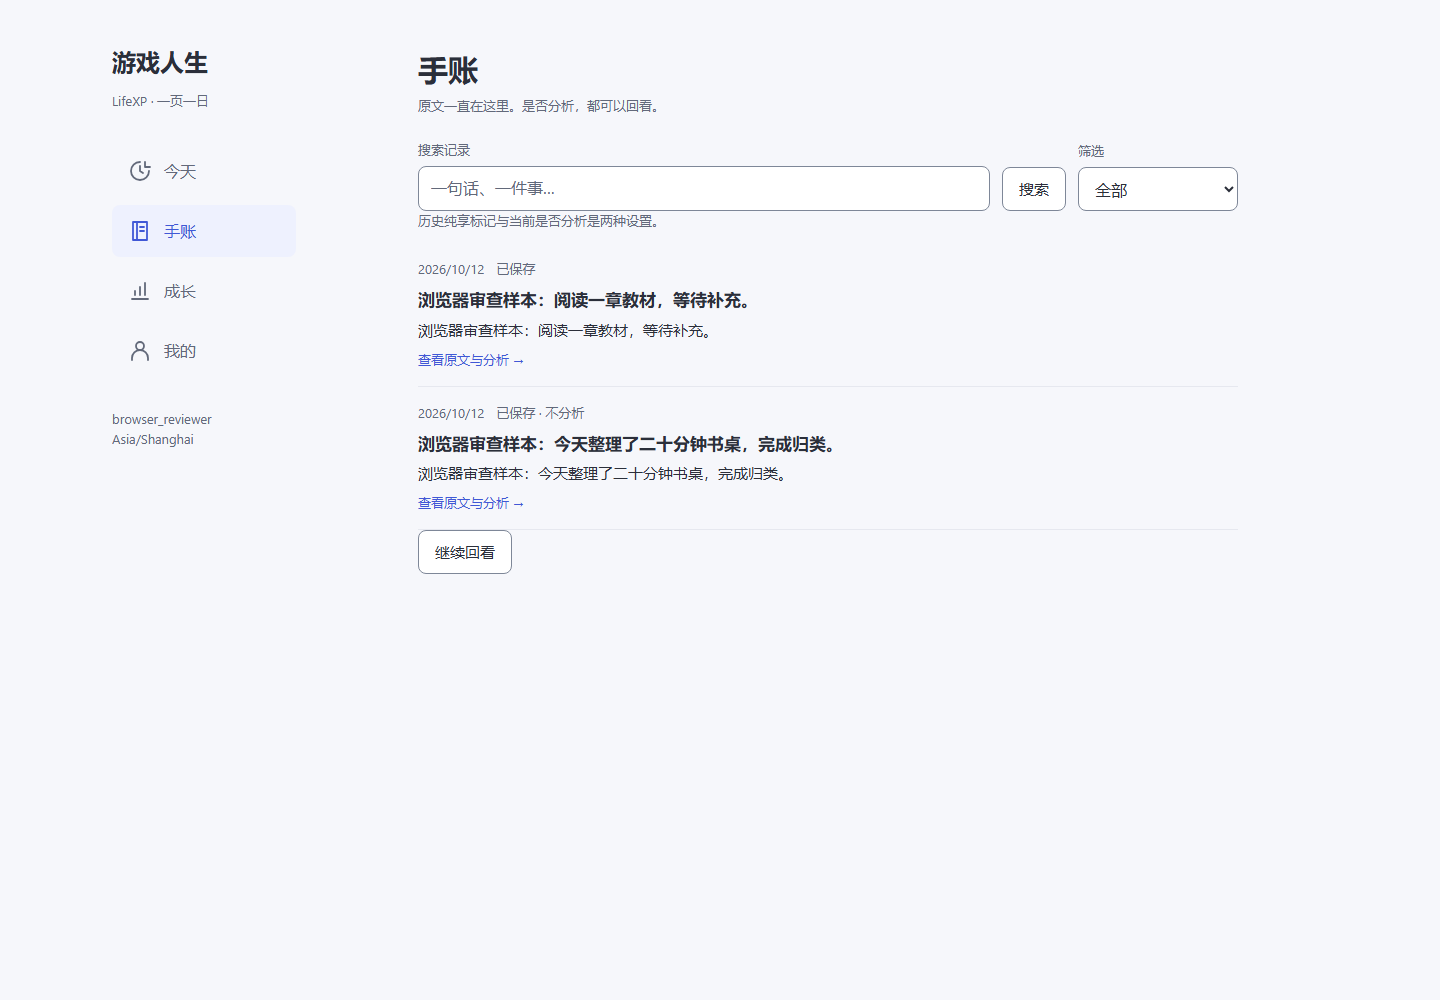 游戏人生
LifeXP · 一页一日
今天
手账
成长
我的
browser_reviewer
Asia/Shanghai
手账
原文一直在这里。是否分析，都可以回看。
搜索记录
一句话、一件事...
搜索
筛选
全部
历史纯享标记与当前是否分析是两种设置。
2026/10/12 已保存
浏览器审查样本：阅读一章教材，等待补充。
浏览器审查样本：阅读一章教材，等待补充。
查看原文与分析 →
2026/10/12 已保存 · 不分析
浏览器审查样本：今天整理了二十分钟书桌，完成归类。
浏览器审查样本：今天整理了二十分钟书桌，完成归类。
查看原文与分析 →
继续回看